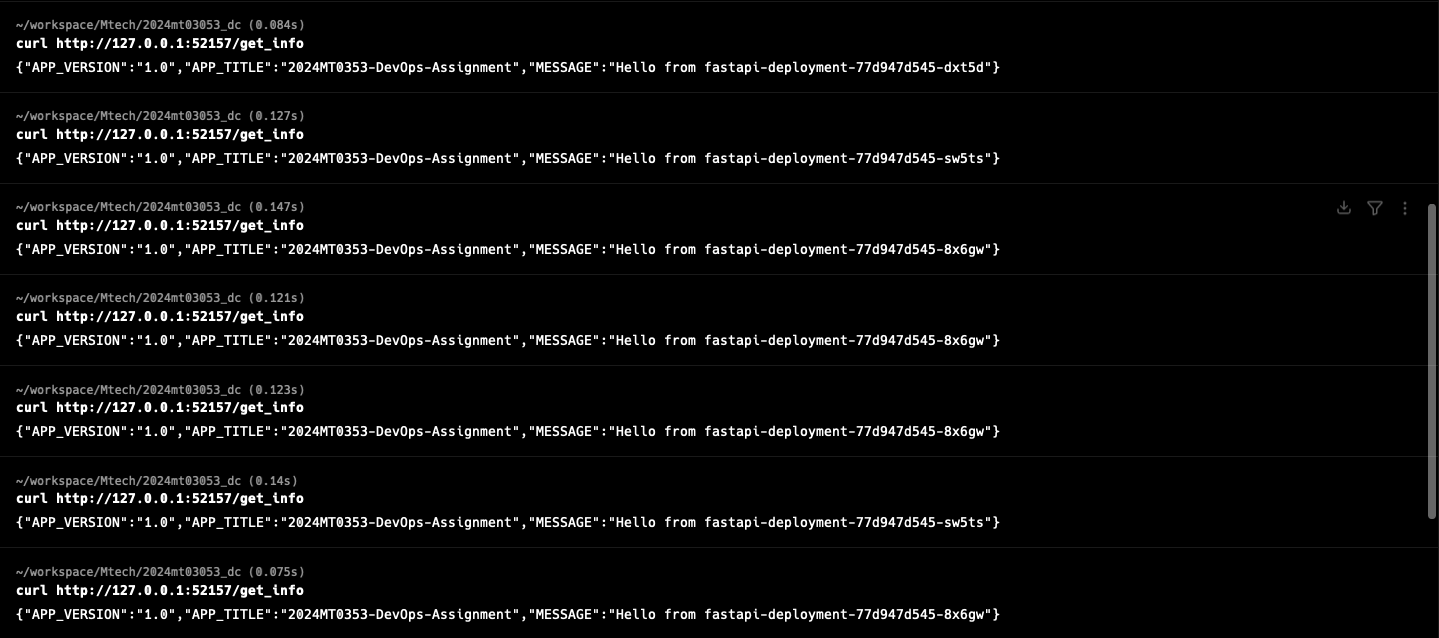 ~/workspace/Mtech/2024mt03053_dc (0.084s)
curl http://127.0.0.1:52157/get_info
{"APP_VERSION":"1.0","APP_TITLE":"2024MT0353-DevOps-Assignment","MESSAGE":"Hello from fastapi-deployment-77d947d545-dxt5d"}
~/workspace/Mtech/2024mt03053_dc (0.127s)
curl http://127.0.0.1:52157/get_info
{"APP_VERSION":"1.0","APP_TITLE":"2024MT0353-DevOps-Assignment","MESSAGE":"Hello from fastapi-deployment-77d947d545-sw5ts"}
~/workspace/Mtech/2024mt03053_dc (0.147s)
curl http://127.0.0.1:52157/get_info
{"APP_VERSION":"1.0","APP_TITLE":"2024MT0353-DevOps-Assignment","MESSAGE":"Hello from fastapi-deployment-77d947d545-8x6gw"}
~/workspace/Mtech/2024mt03053_dc (0.121s)
curl http://127.0.0.1:52157/get_info
{"APP_VERSION":"1.0","APP_TITLE":"2024MT0353-DevOps-Assignment","MESSAGE":"Hello from fastapi-deployment-77d947d545-8x6gw"}
~/workspace/Mtech/2024mt03053_dc (0.123s)
curl http://127.0.0.1:52157/get_info
{"APP_VERSION":"1.0","APP_TITLE":"2024MT0353-DevOps-Assignment","MESSAGE":"Hello from fastapi-deployment-77d947d545-8x6gw"}
~/workspace/Mtech/2024mt03053_dc (0.14s)
curl http://127.0.0.1:52157/get_info
{"APP_VERSION":"1.0","APP_TITLE":"2024MT0353-DevOps-Assignment","MESSAGE":"Hello from fastapi-deployment-77d947d545-sw5ts"}
~/workspace/Mtech/2024mt03053_dc (0.075s)
curl http://127.0.0.1:52157/get_info
{"APP_VERSION":"1.0","APP_TITLE":"2024MT0353-DevOps-Assignment","MESSAGE":"Hello from fastapi-deployment-77d947d545-8x6gw"}